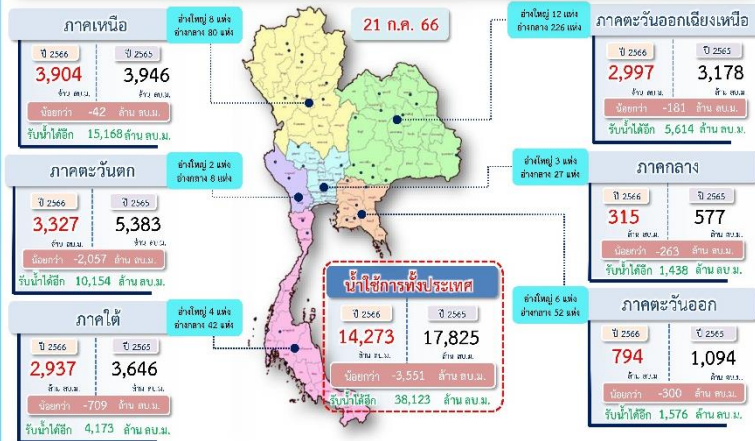 21 ก.ค. 66
ภาคเหนือ
อ่างใหญ่ 8 แห่ง
อ่างกลาง 80 แห่ง
ปี 2566 ปี 2565
3,904 3,946
ล้าน ลบ.ม. ล้าน ลบ.ม.
น้อยกว่า -42 ล้าน ลบ.ม.
รับน้ำได้อีก 15,168 ล้าน ลบ.ม.
ภาคตะวันตก
อ่างใหญ่ 2 แห่ง
อ่างกลาง 8 แห่ง
ปี 2566 ปี 2565
3,327 5,383
ล้าน ลบ.ม. ล้าน ลบ.ม.
น้อยกว่า -2,057 ล้าน ลบ.ม.
รับน้ำได้อีก 10,154 ล้าน ลบ.ม.
ภาคใต้
อ่างใหญ่ 4 แห่ง
อ่างกลาง 42 แห่ง
ปี 2566 ปี 2565
2,937 3,646
ล้าน ลบ.ม. ล้าน ลบ.ม.
น้อยกว่า -709 ล้าน ลบ.ม.
รับน้ำได้อีก 4,173 ล้าน ลบ.ม.
น้ำใช้การทั้งประเทศ
ปี 2566 ปี 2565
14,273 17,825
ล้าน ลบ.ม. ล้าน ลบ.ม.
น้อยกว่า -3,551 ล้าน ลบ.ม.
รับน้ำได้อีก 38,123 ล้าน ลบ.ม.
อ่างใหญ่ 12 แห่ง
อ่างกลาง 226 แห่ง
ภาคตะวันออกเฉียงเหนือ
ปี 2566 ปี 2565
2,997 3,178
ล้าน ลบ.ม. ล้าน ลบ.ม.
น้อยกว่า -181 ล้าน ลบ.ม.
รับน้ำได้อีก 5,614 ล้าน ลบ.ม.
อ่างใหญ่ 3 แห่ง
อ่างกลาง 27 แห่ง
ภาคกลาง
ปี 2566 ปี 2565
315 577
ล้าน ลบ.ม. ล้าน ลบ.ม.
น้อยกว่า -263 ล้าน ลบ.ม.
รับน้ำได้อีก 1,438 ล้าน ลบ.ม.
อ่างใหญ่ 6 แห่ง
อ่างกลาง 52 แห่ง
ภาคตะวันออก
ปี 2566 ปี 2565
794 1,094
ล้าน ลบ.ม ล้าน ลบ.ม.
น้อยกว่า -300 ล้าน ลบ.ม.
รับน้ำได้อีก 1,576 ล้าน ลบ.ม.